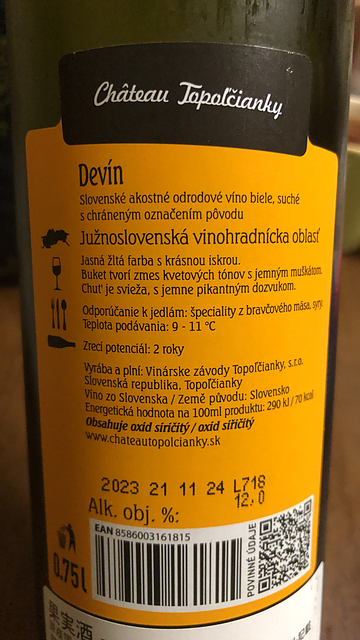 Château Topoľčianky
Devín
Slovenské akostné odrodové víno biele, suché
s chráneným označením pôvodu
Južnoslovenská vinohradnícka oblasť
Jasná žltá farba s krásnou iskrou.
Buket tvorí zmes kvetových tónov s jemným muškátom.
Chuť je svieža, s jemne pikantným dozvukom.
Odporúčanie k jedlám: špeciality z bravčového mäsa, syry
Teplota podávania: 9 - 11 °C
Zrecí potenciál: 2 roky
Vyrába a plní: Vinárske závody Topoľčianky, s.r.o.
Slovenská republika, Topoľčianky
Víno zo Slovenska / Země původu: Slovensko
Energetická hodnota na 100ml produktu: 290 kJ / 70 kcal
Obsahuje oxid siričitý / oxid siřičitý
www.chateautopolcianky.sk
2023 21 11 24 L718
12.0
Alk. obj. %:
EAN 8586003161815
0.75l
POVINNÉ ÚDAJE
果実酒